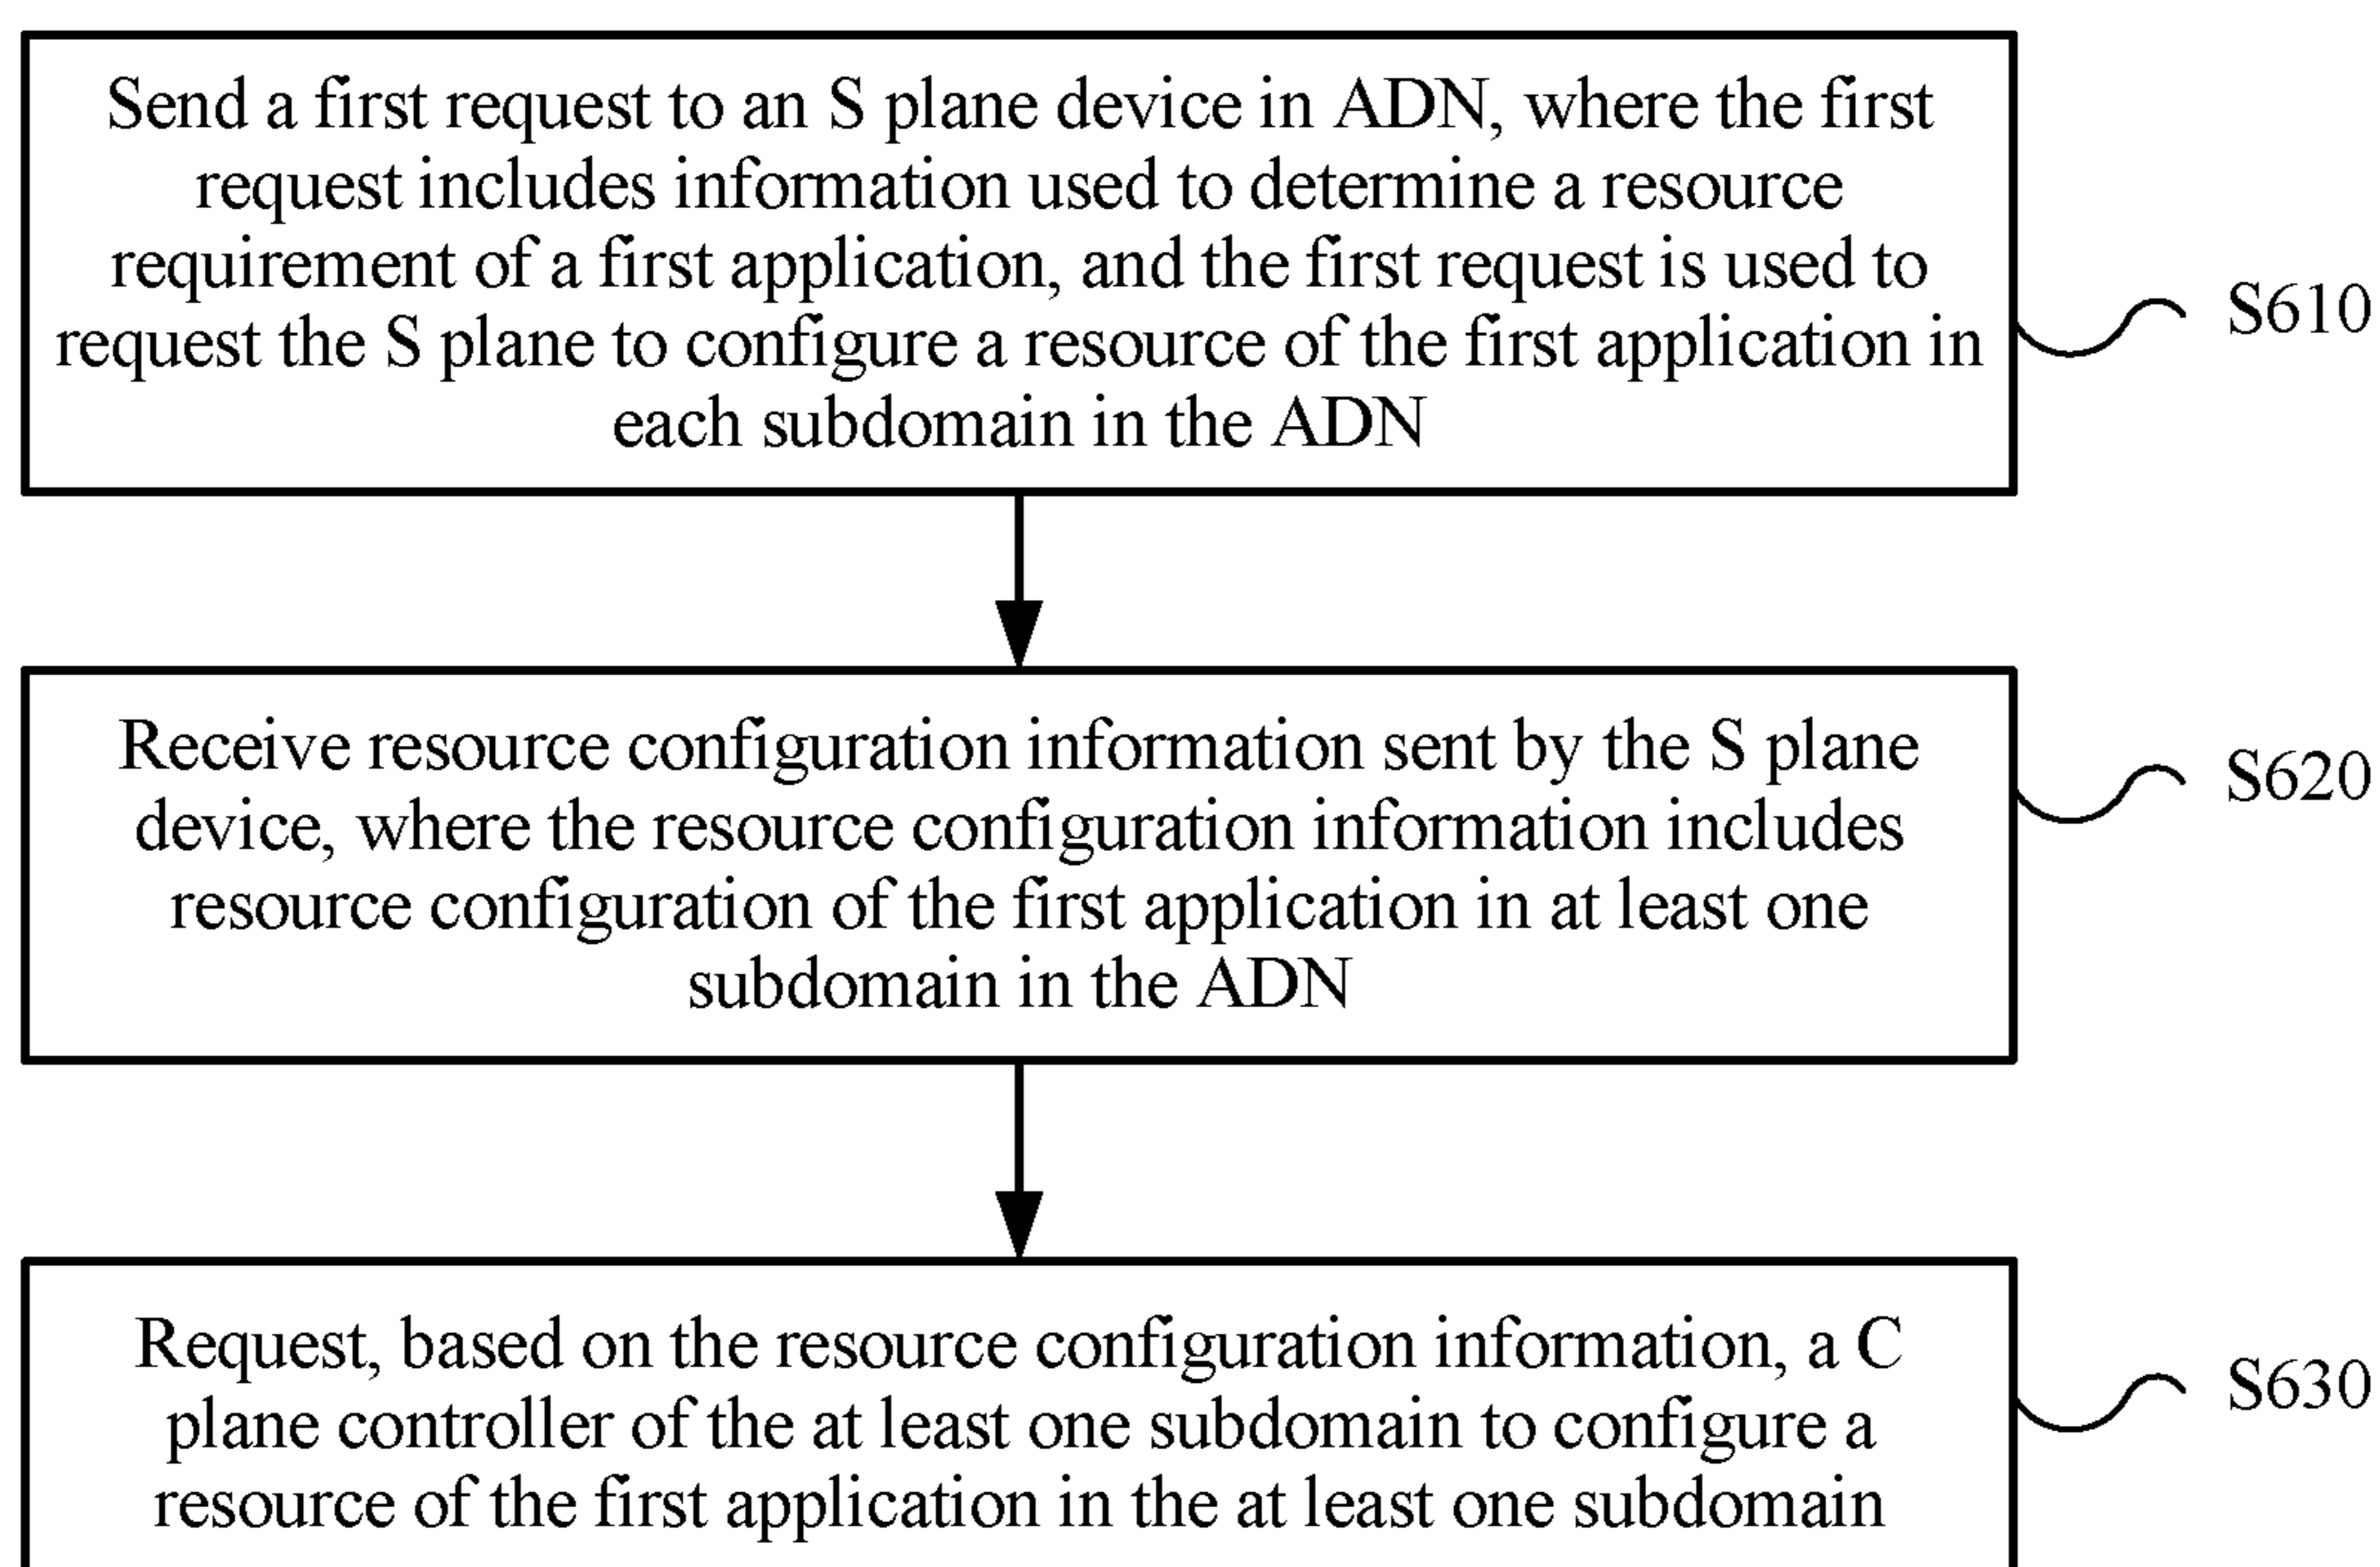 Send a first request to an S plane device in ADN, where the first
request includes information used to determine a resource
requirement of a first application, and the first request is used to
request the S plane to configure a resource of the first application in
each subdomain in the ADN
S610
Receive resource configuration information sent by the S plane
device, where the resource configuration information includes
resource configuration of the first application in at least one
subdomain in the ADN
S620
Request, based on the resource configuration information, a C
plane controller of the at least one subdomain to configure a
resource of the first application in the at least one subdomain
S630